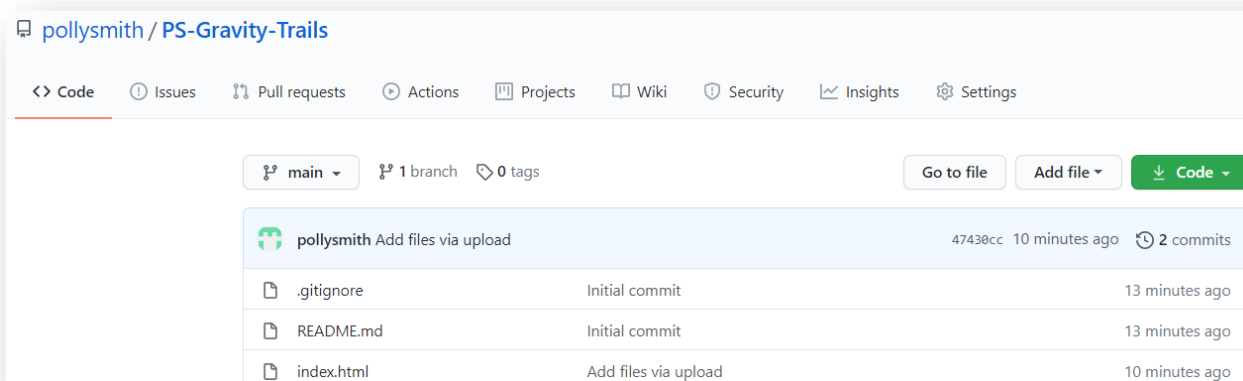 pollysmith / PS-Gravity-Trails
Code Issues Pull requests Actions Projects Wiki Security Insights Settings
main 1 branch 0 tags Go to file Add file Code
pollysmith Add files via upload 47430cc 10 minutes ago 2 commits
.gitignore Initial commit 13 minutes ago
README.md Initial commit 13 minutes ago
index.html Add files via upload 10 minutes ago